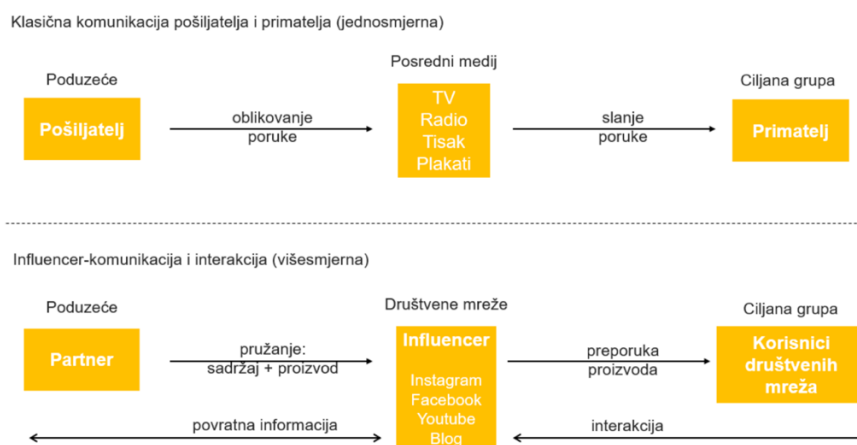 Klasična komunikacija pošiljatelja i primatelja (jednosmjerna)
Poduzeće
Posredni medij
Ciljana grupa
Pošiljatelj
oblikovanje
poruke
TV
Radio
Tisak
Plakati
slanje
poruke
Primatelj
Influencer-komunikacija i interakcija (višesmjerna)
Poduzeće
Društvene mreže
Ciljana grupa
Partner
pružanje:
sadržaj + proizvod
Influencer
Instagram
Facebook
Youtube
Blog
preporuka
proizvoda
Korisnici
društvenih
mreža
povratna informacija
interakcija